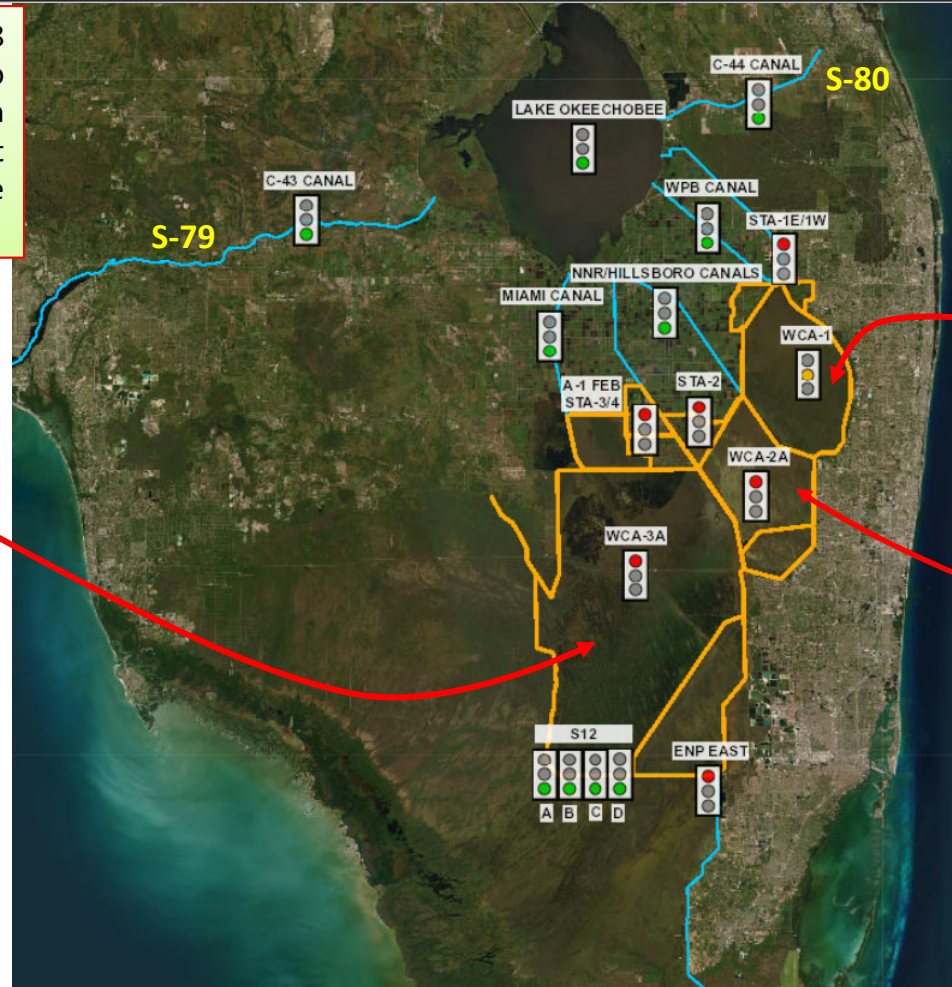 C-44 CANAL
S-80
LAKE OKEECHOBEE
C-43 CANAL
WPB CANAL
S-79
STA-1E/1W
NNR/HILLSBORO CANALS
MIAMI CANAL
WCA-1
A-1 FEB
STA-3/4
STA-2
WCA-2A
WCA-3A
S12
ENP EAST
A B C D